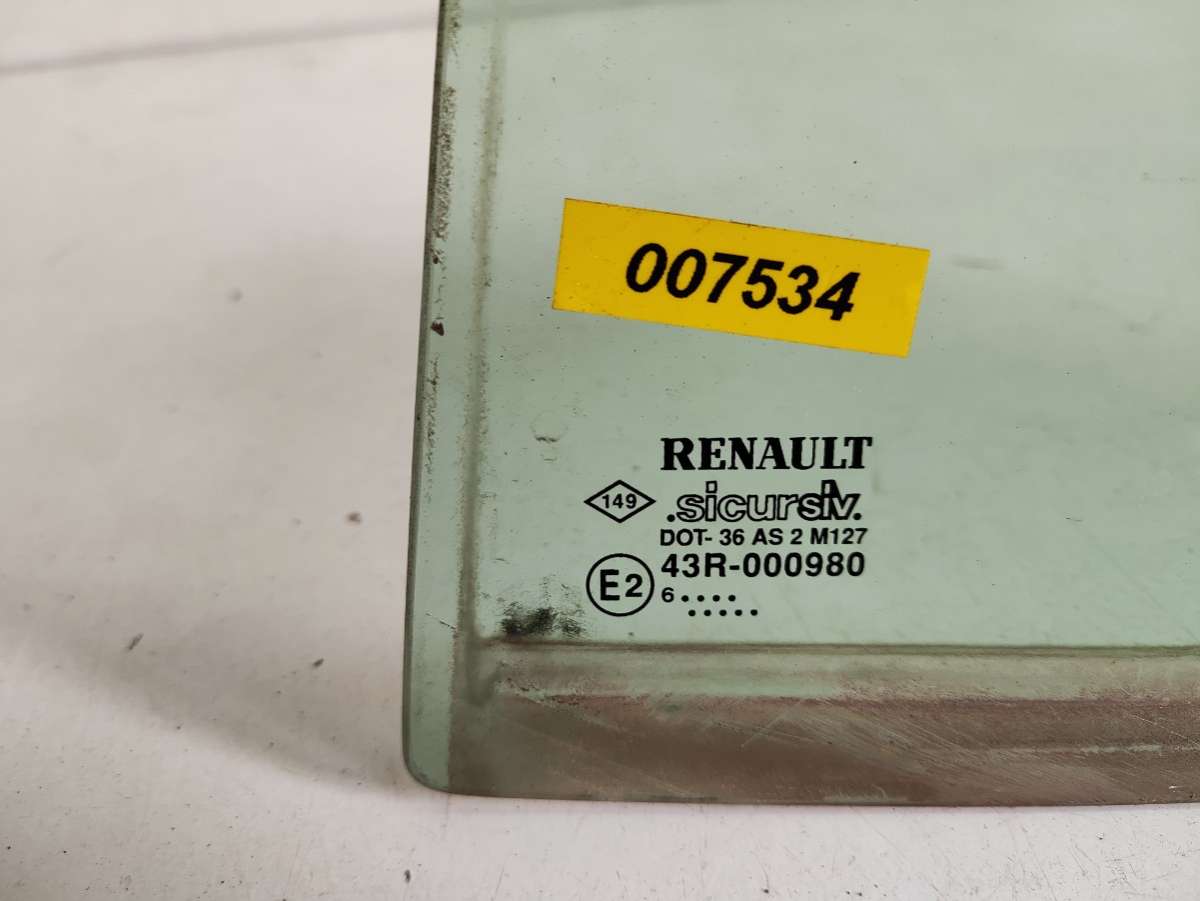 007534
RENAULT
149
.sicursiv.
DOT- 36 AS 2 M127
E2
43R-000980
6 ....
.....